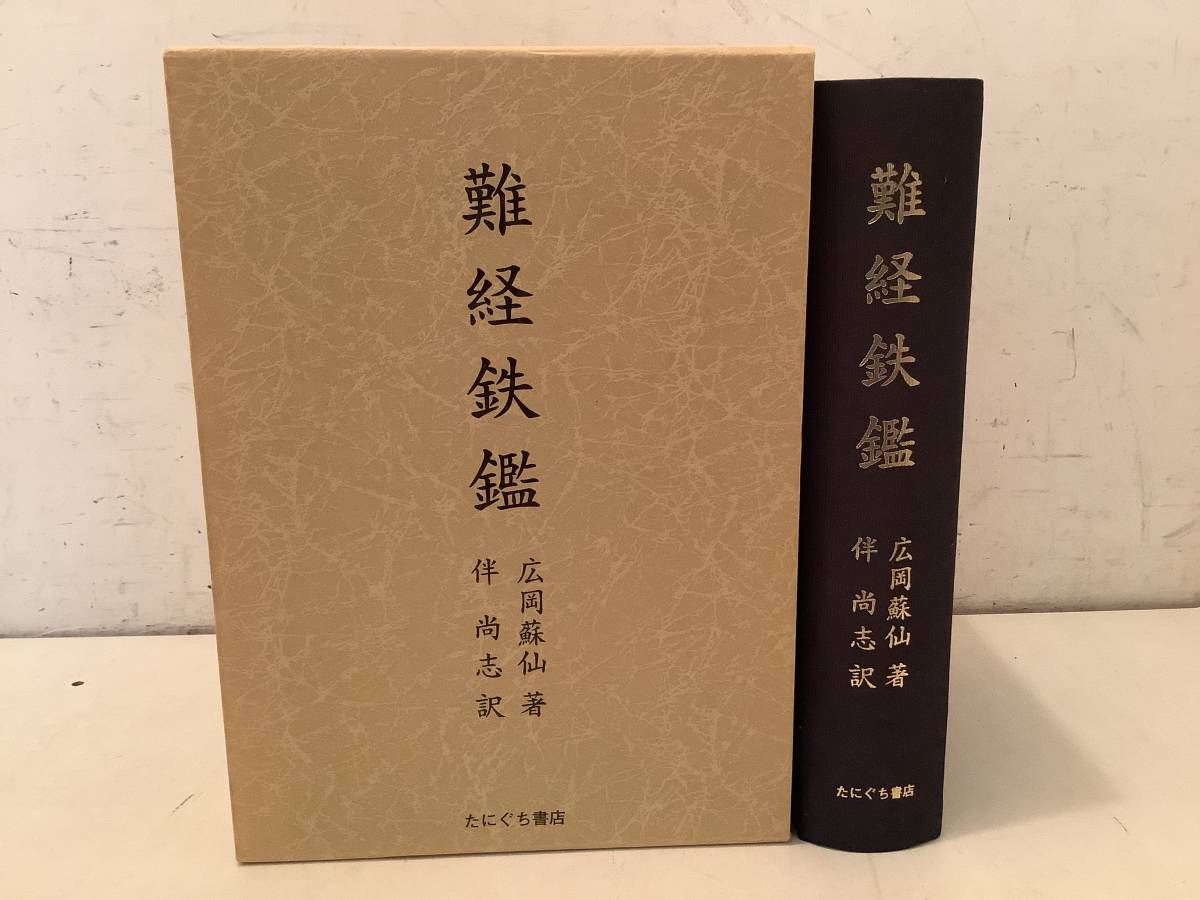 難経鉄鑑
広岡蘇仙 著
伴尚志 訳
たにぐち書店
難経鉄鑑
広岡蘇仙 著
伴尚志 訳
たにぐち書店